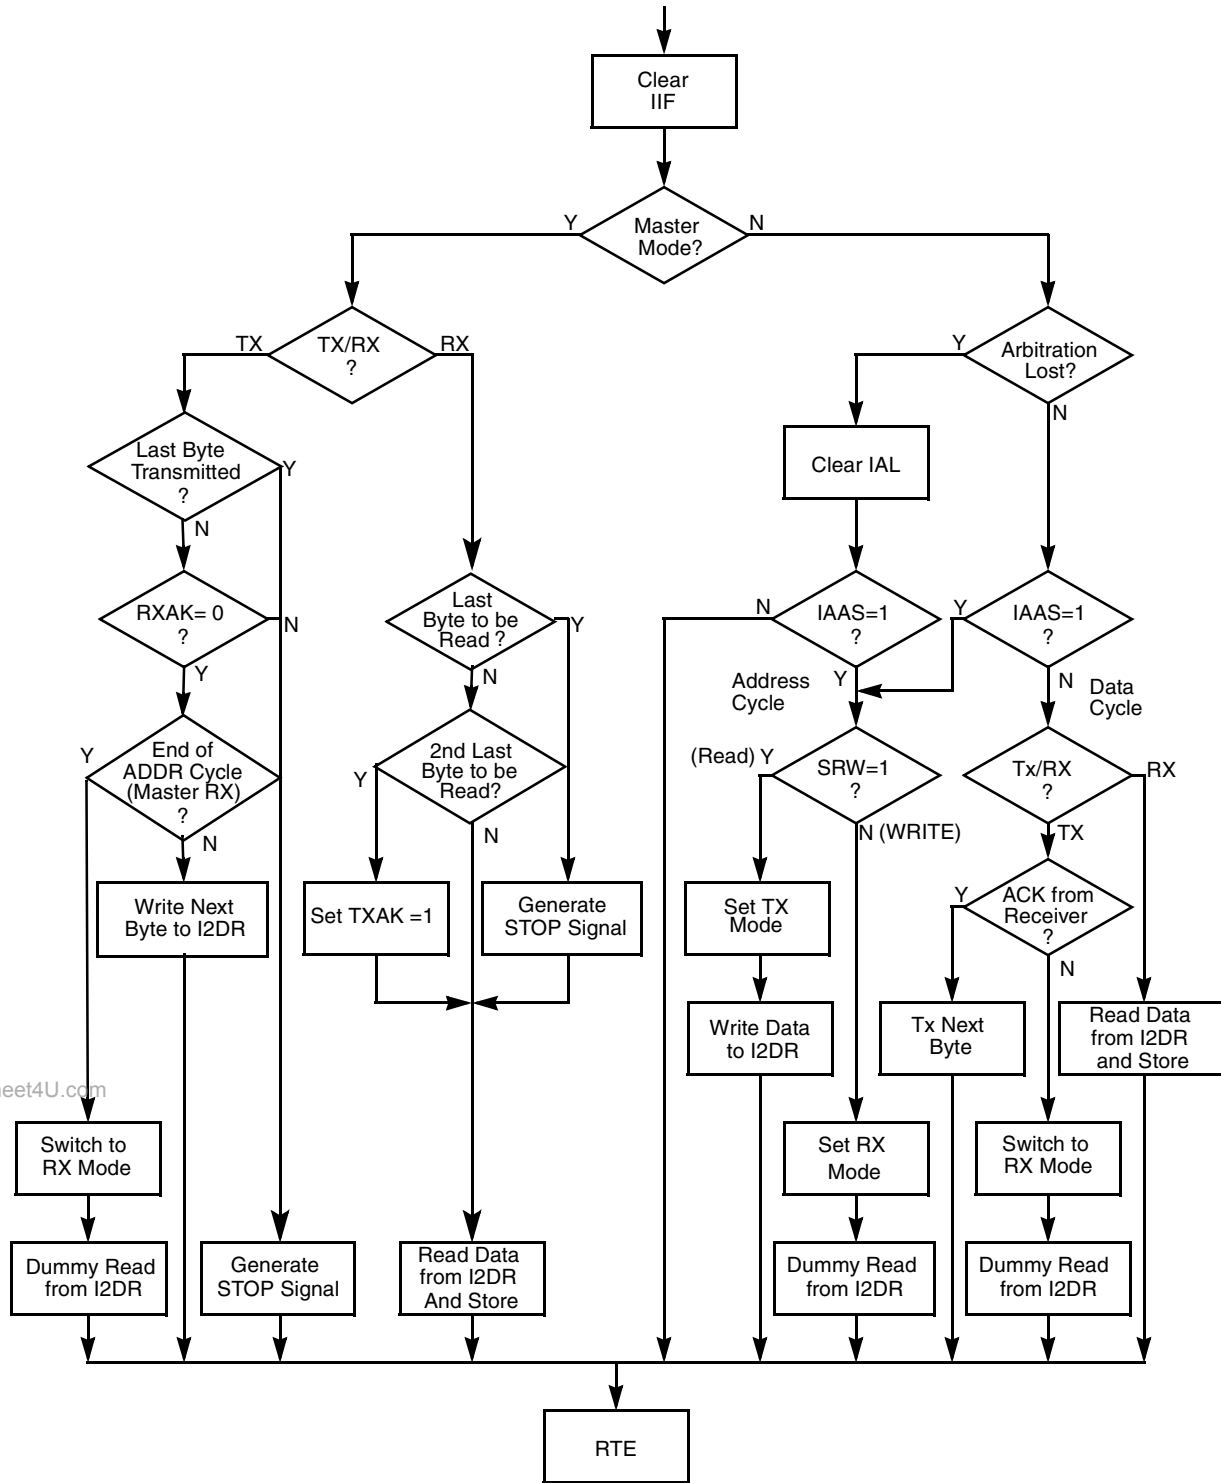 Clear
IIF
Y
Master
Mode?
N
TX
TX/RX
?
RX
Y
Arbitration
Lost?
N
Last Byte
Transmitted
?
Y
N
Clear IAL
RXAK= 0
?
N
Y
Last
Byte to be
Read ?
Y
N
N
IAAS=1
?
Y
Address
Cycle
Y
IAAS=1
?
N
Data
Cycle
Y
End of
ADDR Cycle
(Master RX)
?
N
Y
2nd Last
Byte to be
Read?
N
(Read) Y
SRW=1
?
N (WRITE)
Tx/RX
?
RX
TX
Write Next
Byte to I2DR
Set TXAK =1
Generate
STOP Signal
Set TX
Mode
Y
ACK from
Receiver
?
N
Write Data
to I2DR
Tx Next
Byte
Read Data
from I2DR
and Store
eet4U.com
Switch to
RX Mode
Set RX
Mode
Switch to
RX Mode
Dummy Read
from I2DR
Generate
STOP Signal
Read Data
from I2DR
And Store
Dummy Read
from I2DR
Dummy Read
from I2DR
RTE